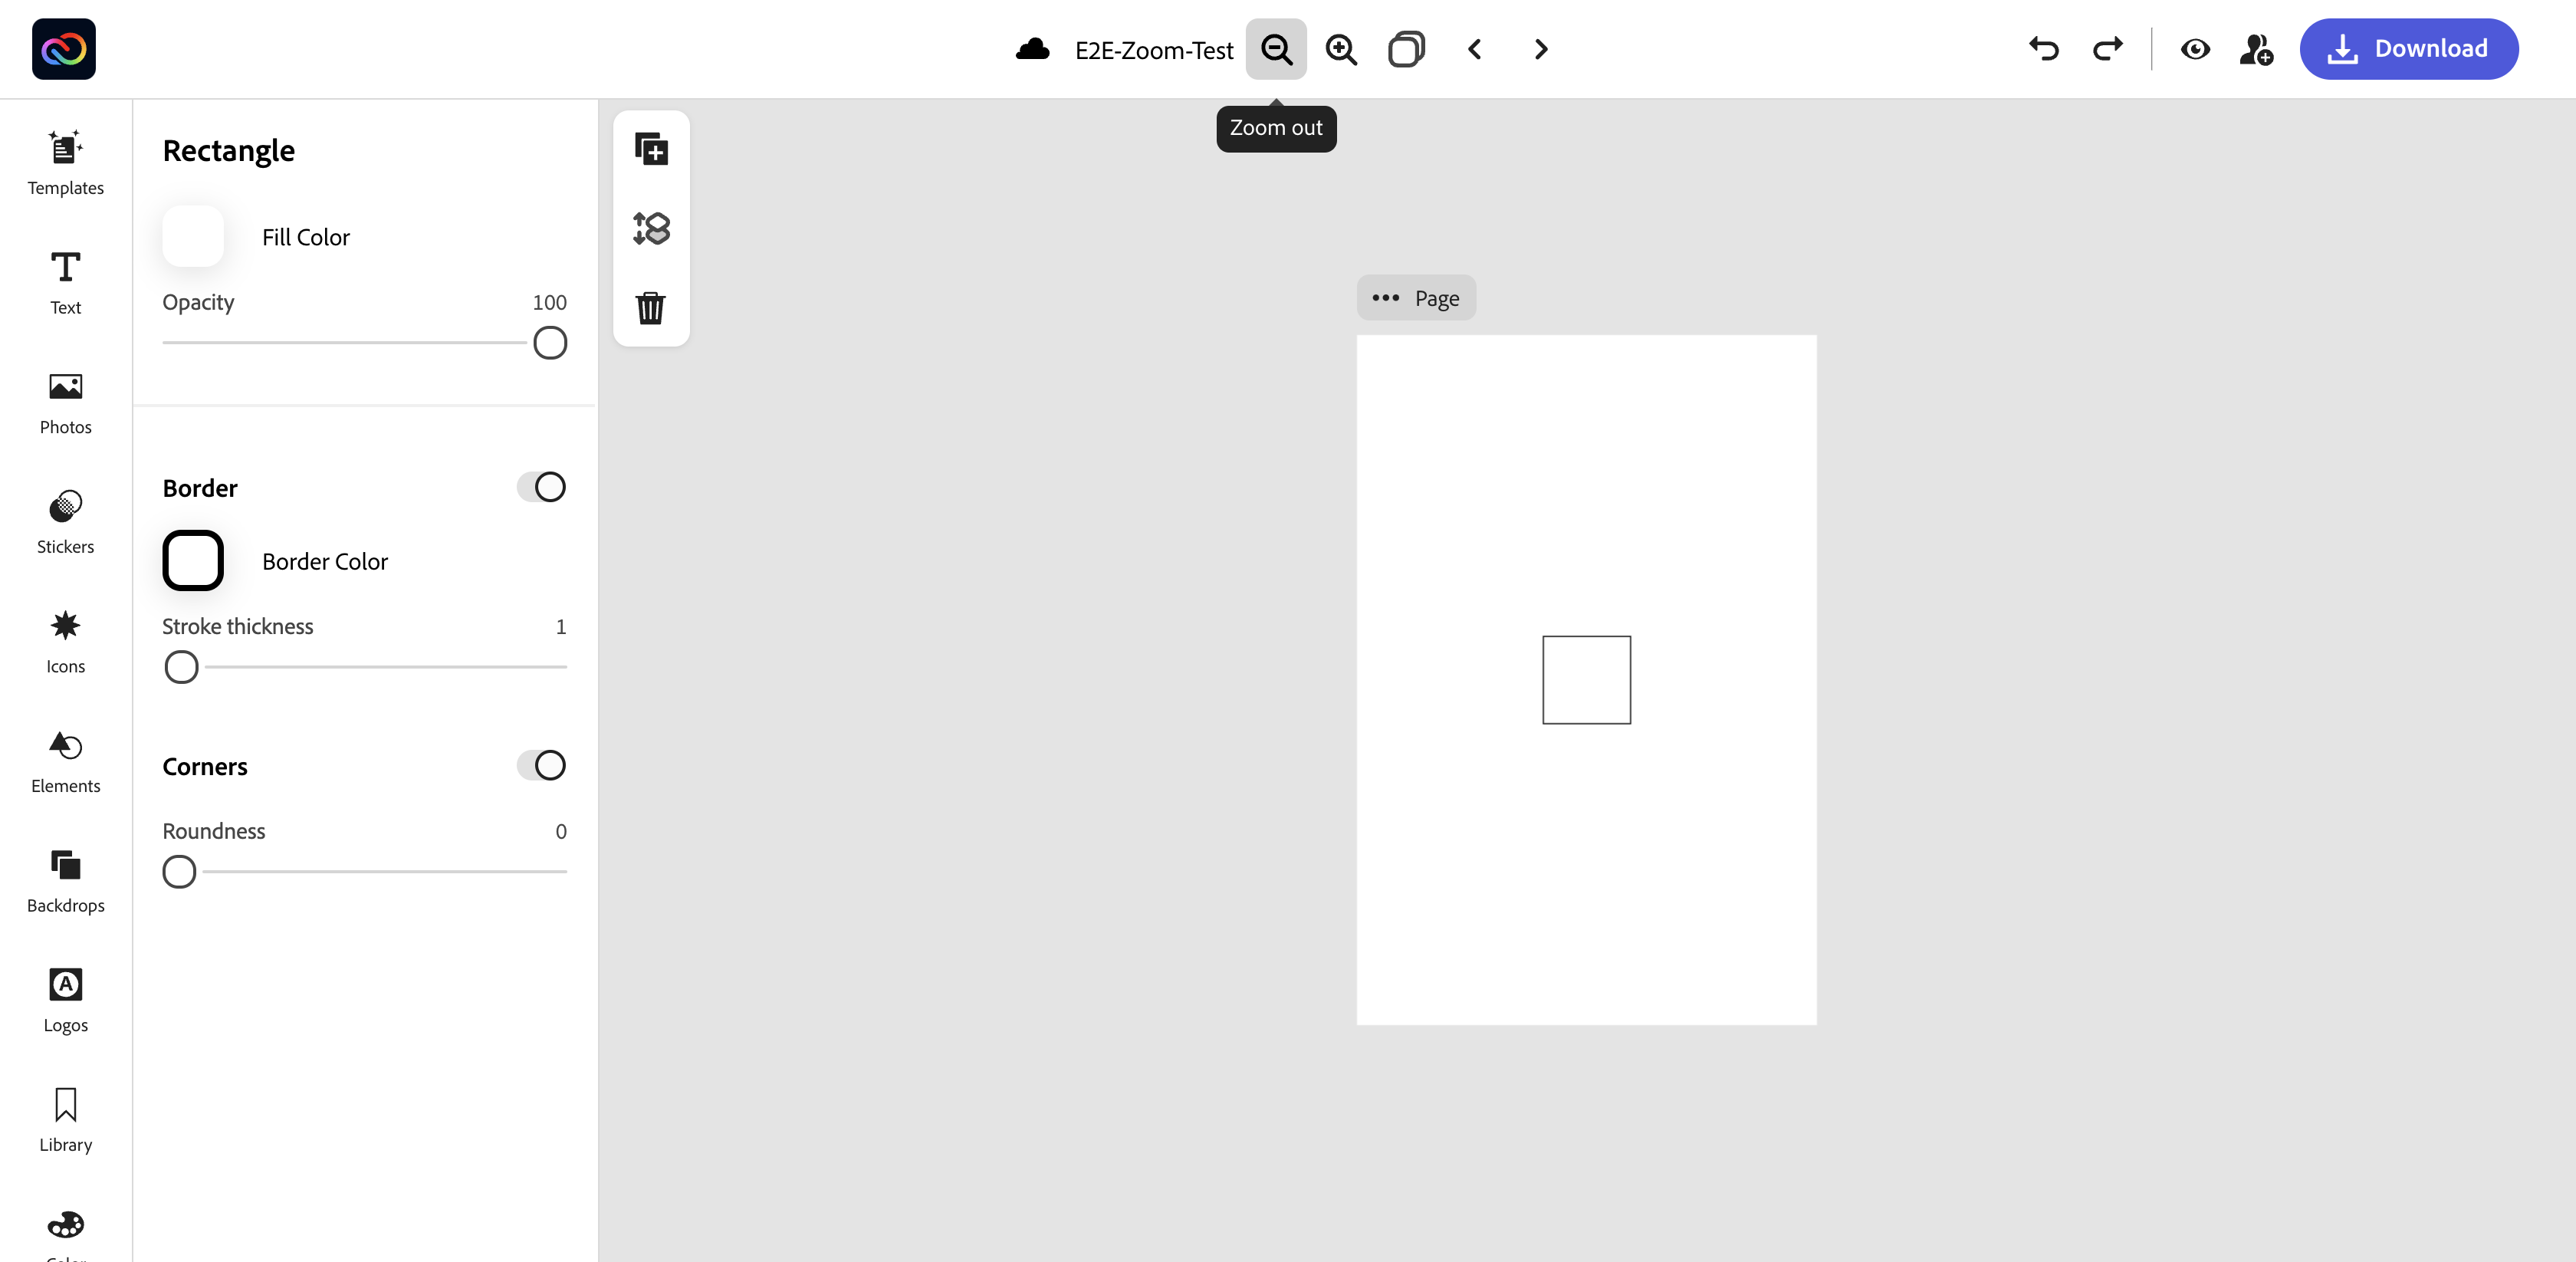 E2E-Zoom-Test
Download
Zoom out
Templates
Text
Photos
Stickers
Icons
Elements
Backdrops
Logos
Library
Rectangle
Fill Color
Opacity 100
Border
Border Color
Stroke thickness 1
Corners
Roundness 0
Page